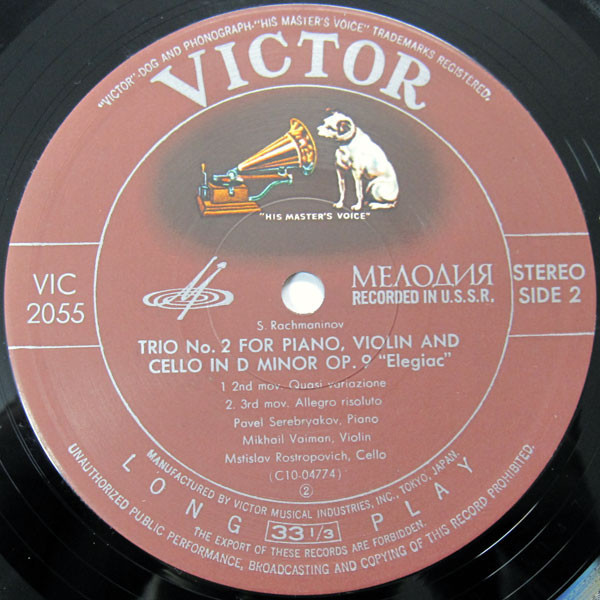 "VICTOR"-DOG AND PHONOGRAPH-"HIS MASTER'S VOICE" TRADEMARKS REGISTERED.
VICTOR
"HIS MASTER'S VOICE"
VIC
2055
МЕЛОДИЯ
RECORDED IN U.S.S.R.
STEREO
SIDE 2
S. Rachmaninov
TRIO No. 2 FOR PIANO, VIOLIN AND
CELLO IN D MINOR OP. 9 "Elegiac"
1 2nd mov. Quasi variazione
2. 3rd mov. Allegro risoluto
Pavel Serebryakov, Piano
Mikhail Vaiman, Violin
Mstislav Rostropovich, Cello
(C10-04774)
②
LONG PLAY
33 1/3
MANUFACTURED BY VICTOR MUSICAL INDUSTRIES, INC., TOKYO, JAPAN.
THE EXPORT OF THESE RECORDS ARE FORBIDDEN.
UNAUTHORIZED PUBLIC PERFORMANCE, BROADCASTING AND COPYING OF THIS RECORD PROHIBITED.